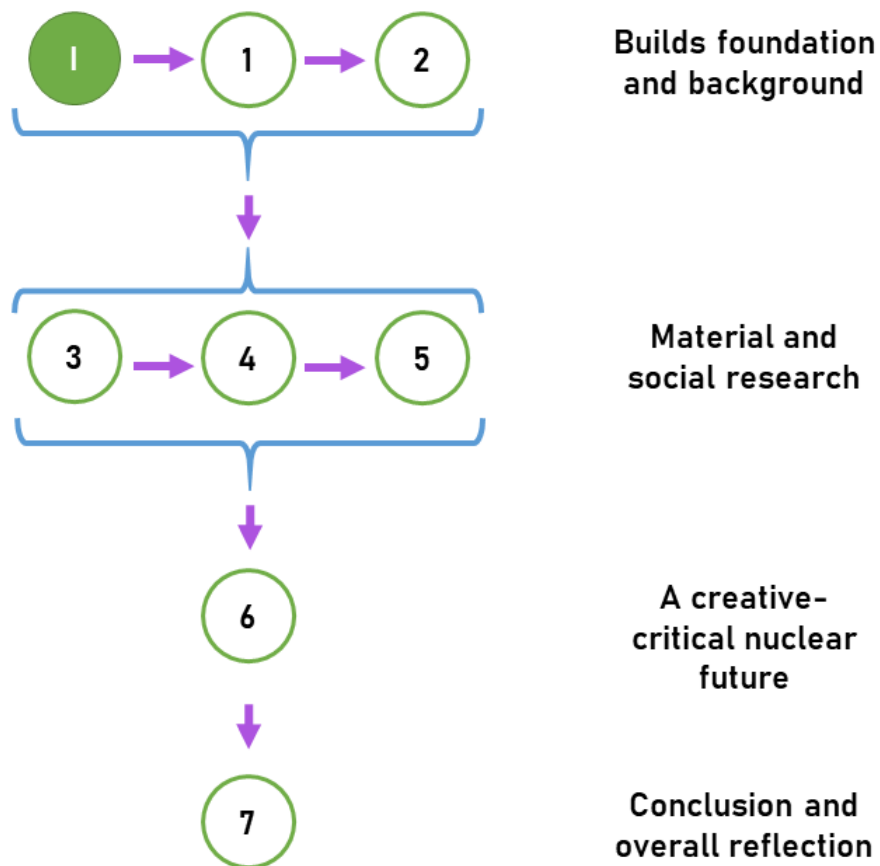 I
1
2
Builds foundation
and background
3
4
5
Material and
social research
6
A creative-
critical nuclear
future
7
Conclusion and
overall reflection